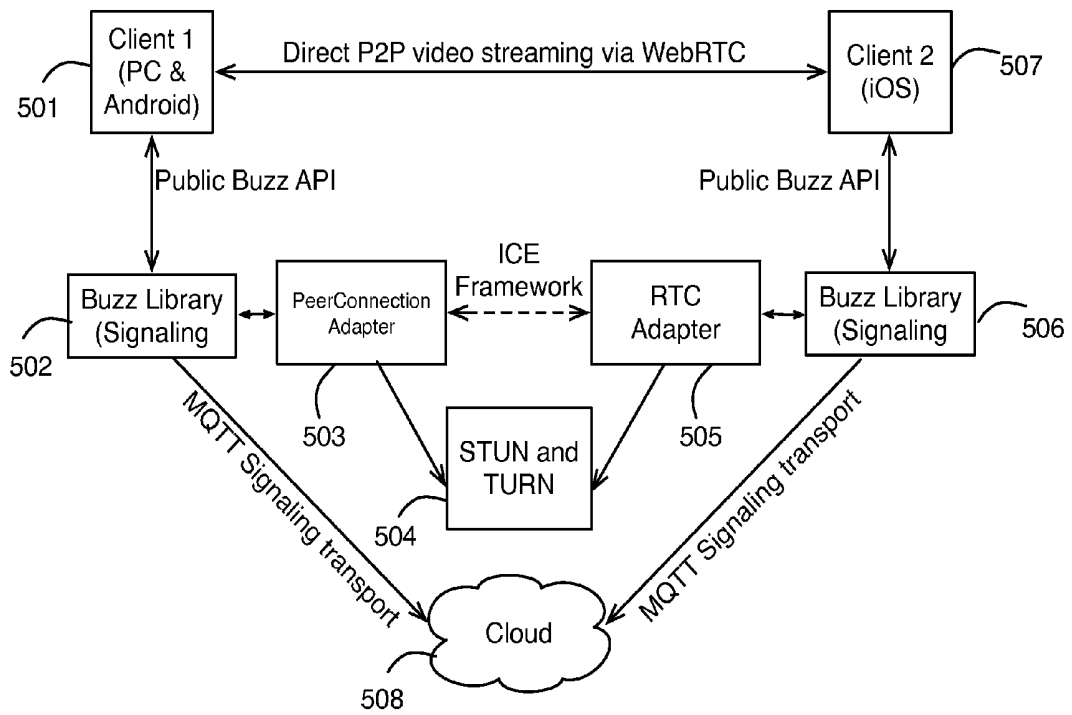 Client 1
(PC &
Android)
Direct P2P video streaming via WebRTC
Client 2
(iOS)
507
501
Public Buzz API
Public Buzz API
ICE
Framework
Buzz Library
(Signaling
PeerConnection
Adapter
RTC
Adapter
Buzz Library
(Signaling
502
506
503
505
STUN and
TURN
504
MQTT Signaling transport
MQTT Signaling transport
Cloud
508